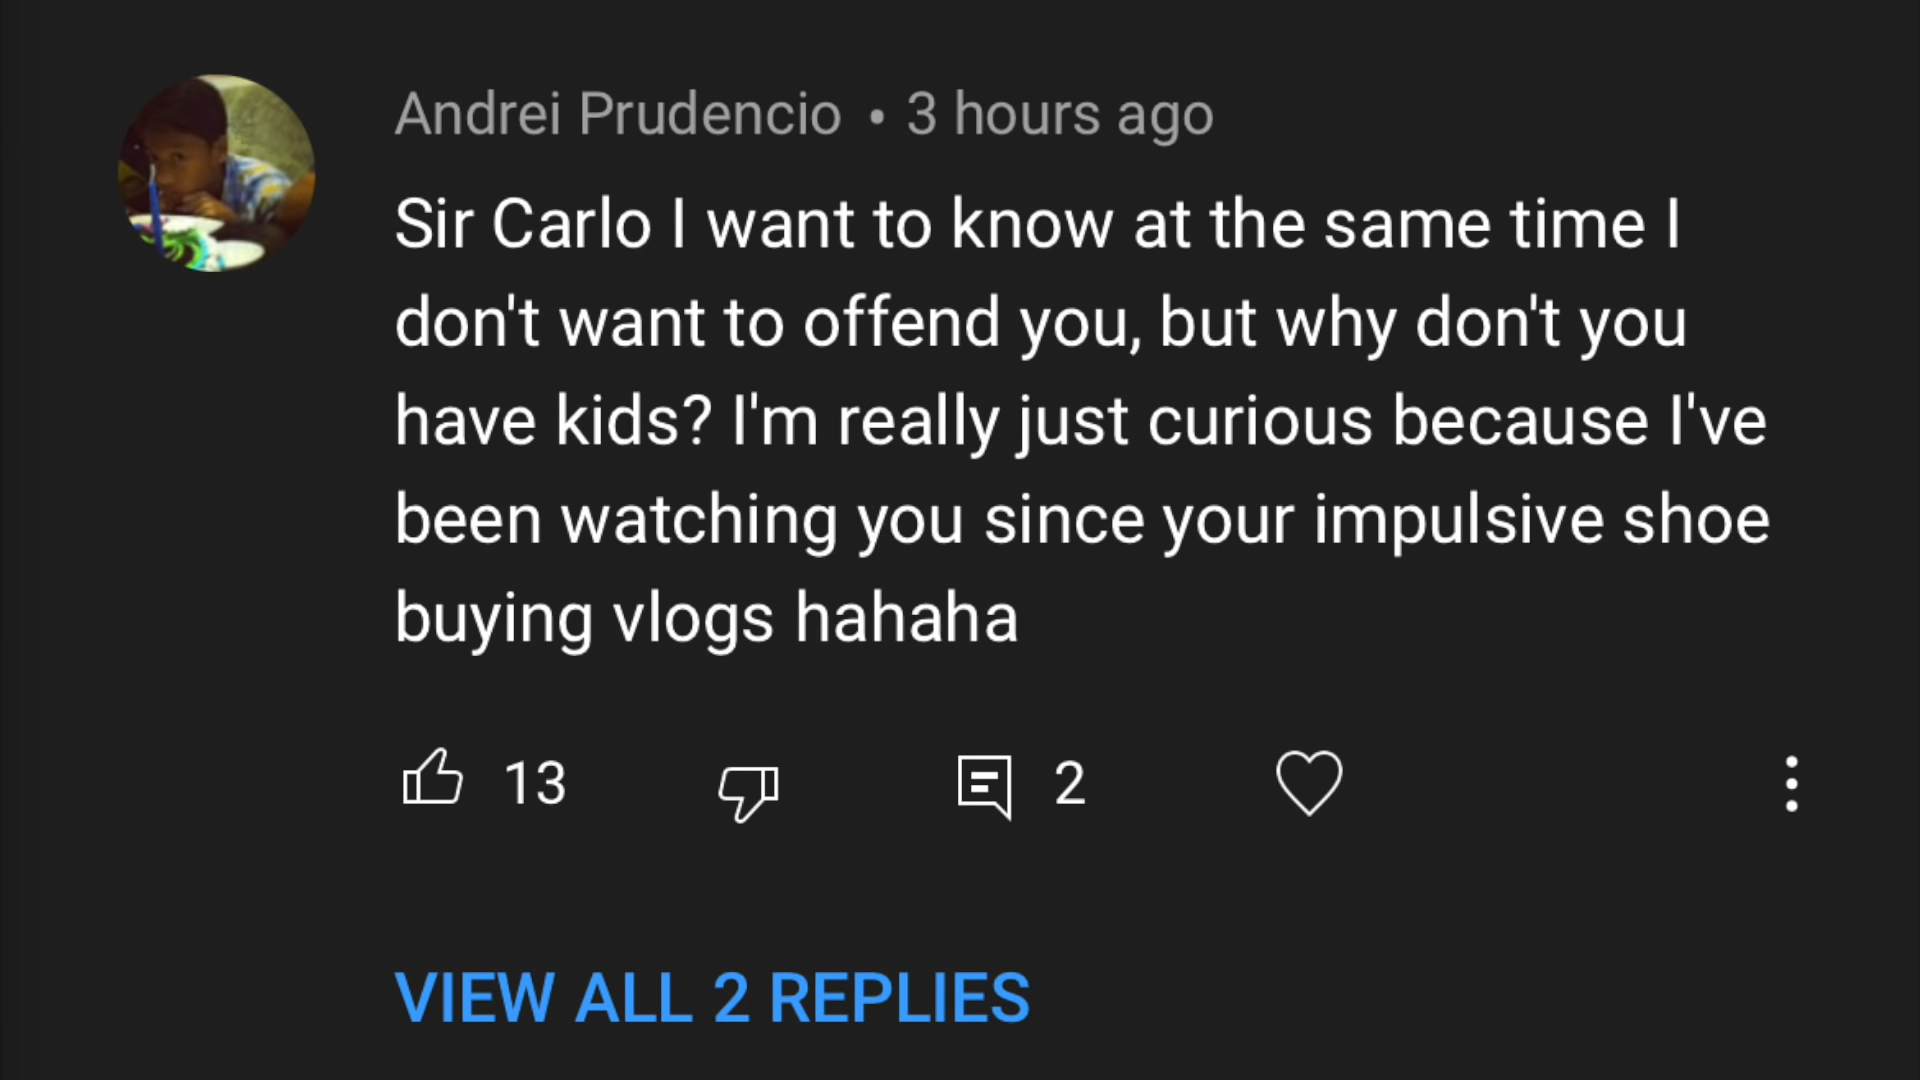 Andrei Prudencio • 3 hours ago
Sir Carlo I want to know at the same time I
don't want to offend you, but why don't you
have kids? I'm really just curious because I've
been watching you since your impulsive shoe
buying vlogs hahaha
13 2
VIEW ALL 2 REPLIES